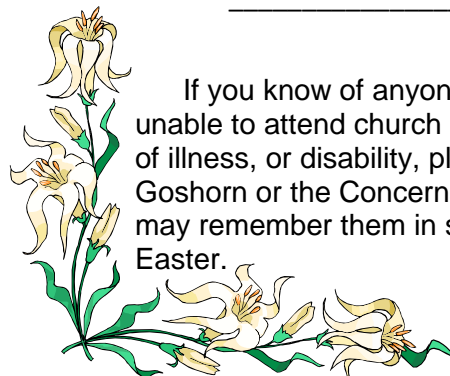 If you know of anyon
unable to attend church
of illness, or disability, pl
Goshorn or the Concern
may remember them in s
Easter.